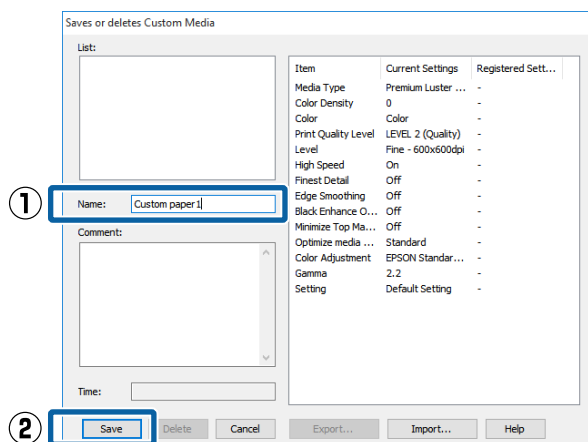 Saves or deletes Custom Media
List:
Item Current Settings Registered Sett...
Media Type Premium Luster ... -
Color Density 0 -
Color Color -
Print Quality Level LEVEL 2 (Quality) -
Level Fine - 600x600dpi -
High Speed On -
Finest Detail Off -
Edge Smoothing Off -
Black Enhance O... Off -
Minimize Top Ma... Off -
Optimize media ... Standard -
Color Adjustment EPSON Standar... -
Gamma 2.2 -
Setting Default Setting -
① Name: Custom paper1
Comment:
Time:
② Save Delete Cancel Export... Import... Help